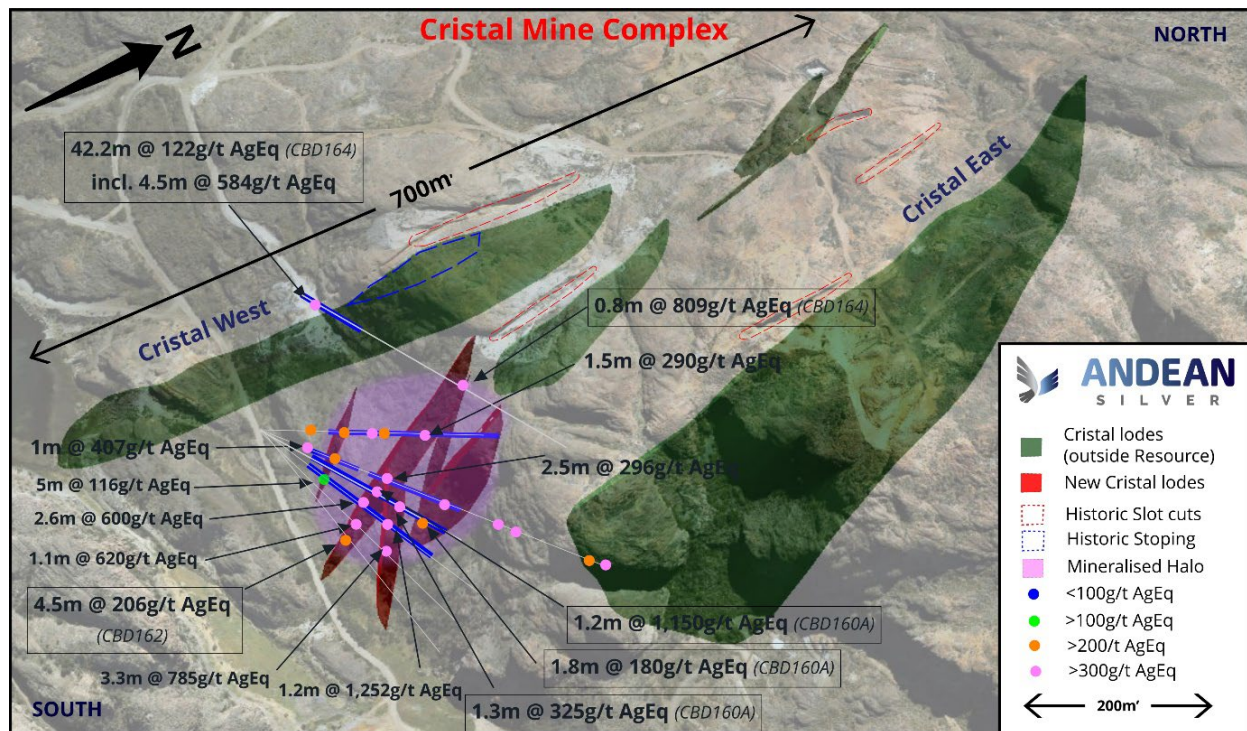 Cristal Mine Complex
N
NORTH
42.2m @ 122g/t AgEq (CBD164)
incl. 4.5m @ 584g/t AgEq
700m'
Cristal East
Cristal West
0.8m @ 809g/t AgEq (CBD164)
1.5m @ 290g/t AgEq
1m @ 407g/t AgEq
2.5m @ 296g/t AgEq
5m @ 116g/t AgEq
2.6m @ 600g/t AgEq
1.1m @ 620g/t AgEq
4.5m @ 206g/t AgEq
(CBD162)
1.2m @ 1,150g/t AgEq (CBD160A)
1.8m @ 180g/t AgEq (CBD160A)
3.3m @ 785g/t AgEq
1.2m @ 1,252g/t AgEq
1.3m @ 325g/t AgEq (CBD160A)
SOUTH
ANDEAN
SILVER
Cristal lodes
(outside Resource)
New Cristal lodes
Historic Slot cuts
Historic Stoping
Mineralised Halo
<100g/t AgEq
>100g/t AgEq
>200/t AgEq
>300g/t AgEq
200m'